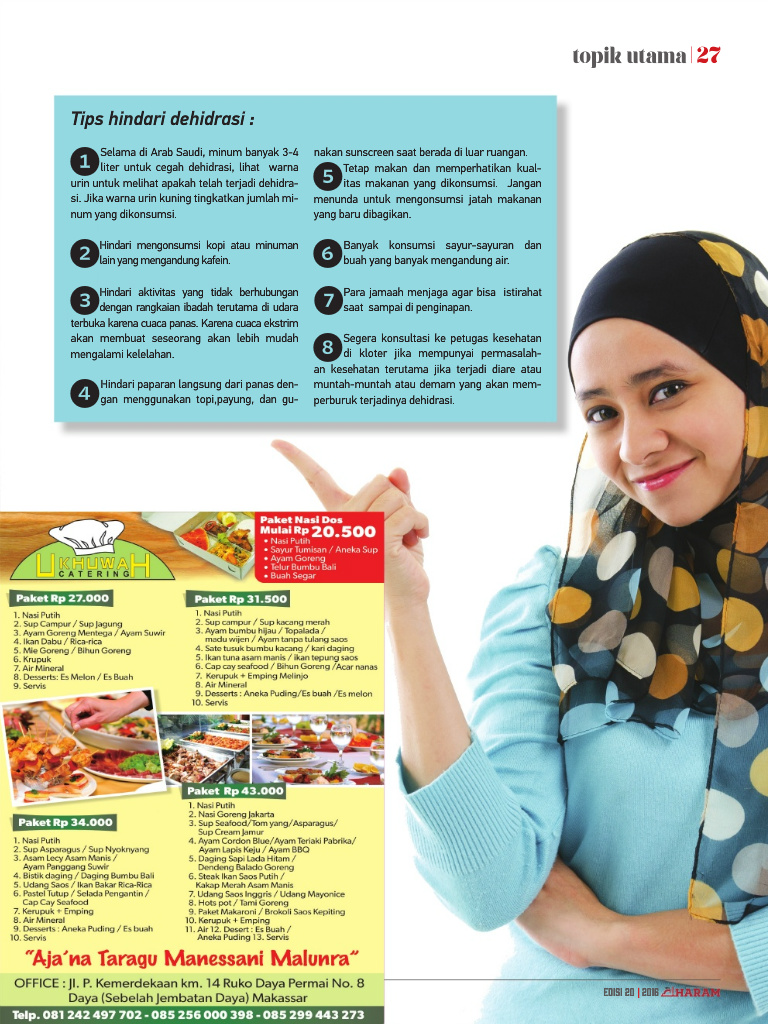 topik utama | 27
Tips hindari dehidrasi :
1 Selama di Arab Saudi, minum banyak 3-4
liter untuk cegah dehidrasi, lihat warna
urin untuk melihat apakah telah terjadi dehidra-
si. Jika warna urin kuning tingkatkan jumlah mi-
num yang dikonsumsi.
2 Hindari mengonsumsi kopi atau minuman
lain yang mengandung kafein.
3 Hindari aktivitas yang tidak berhubungan
dengan rangkaian ibadah terutama di udara
terbuka karena cuaca panas. Karena cuaca ekstrim
akan membuat seseorang akan lebih mudah
mengalami kelelahan.
4 Hindari paparan langsung dari panas den-
gan menggunakan topi,payung, dan gu-
nakan sunscreen saat berada di luar ruangan.
5 Tetap makan dan memperhatikan kual-
itas makanan yang dikonsumsi. Jangan
menunda untuk mengonsumsi jatah makanan
yang baru dibagikan.
6 Banyak konsumsi sayur-sayuran dan
buah yang banyak mengandung air.
7 Para jamaah menjaga agar bisa istirahat
saat sampai di penginapan.
8 Segera konsultasi ke petugas kesehatan
di kloter jika mempunyai permasalah-
an kesehatan terutama jika terjadi diare atau
muntah-muntah atau demam yang akan mem-
perburuk terjadinya dehidrasi.
UKHUWAH
CATERING
Paket Nasi Dos
Mulai Rp 20.500
• Nasi Putih
• Sayur Tumisan / Aneka Sup
• Ayam Goreng
• Telur Bumbu Bali
• Buah Segar
Paket Rp 27.000
1. Nasi Putih
2. Sup Campur / Sup Jagung
3. Ayam Goreng Mentega / Ayam Suwir
4. Ikan Dabu / Rica-rica
5. Mie Goreng / Bihun Goreng
6. Krupuk
7. Air Mineral
8. Desserts: Es Melon / Es Buah
9. Servis
Paket Rp 31.500
1. Nasi Putih
2. Sup campur / Sup kacang merah
3. Ayam bumbu hijau / Topalada /
madu wijen / Ayam tanpa tulang saos
4. Sate tusuk bumbu kacang / kari daging
5. Ikan tuna asam manis / ikan tepung saos
6. Cap cay seafood / Bihun Goreng /Acar nanas
7. Kerupuk + Emping Melinjo
8. Air Mineral
9. Desserts : Aneka Puding/Es buah /Es melon
10. Servis
Paket Rp 34.000
1. Nasi Putih
2. Sup Asparagus / Sup Nyoknyang
3. Asam Lecy Asam Manis /
Ayam Panggang Suwir
4. Bistik daging / Daging Bumbu Bali
5. Udang Saos / Ikan Bakar Rica-Rica
6. Pastel Tutup / Selada Pengantin /
Cap Cay Seafood
7. Kerupuk + Emping
8. Air Mineral
9. Desserts : Aneka Puding / Es buah
10. Servis
Paket Rp 43.000
1. Nasi Putih
2. Nasi Goreng Jakarta
3. Sup Seafood/Tom yang/Asparagus/
Sup Cream Jamur
4. Ayam Cordon Blue/Ayam Teriaki Pabrika/
Ayam Lapis Keju / Ayam BBQ
5. Daging Sapi Lada Hitam /
Dendeng Balado Goreng
6. Steak Ikan Saos Putih /
Kakap Merah Asam Manis
7. Udang Saos Inggris / Udang Mayonice
8. Hots pot / Tami Goreng
9. Paket Makaroni / Brokoli Saos Kepiting
10. Kerupuk + Emping
11. Air 12. Desert : Es Buah /
Aneka Puding 13. Servis
"Aja'na Taragu Manessani Malunra"
OFFICE : Jl. P. Kemerdekaan km. 14 Ruko Daya Permai No. 8
Daya (Sebelah Jembatan Daya) Makassar
Telp. 081 242 497 702 - 085 256 000 398 - 085 299 443 273
EDISI 20 | 2016 HARAM